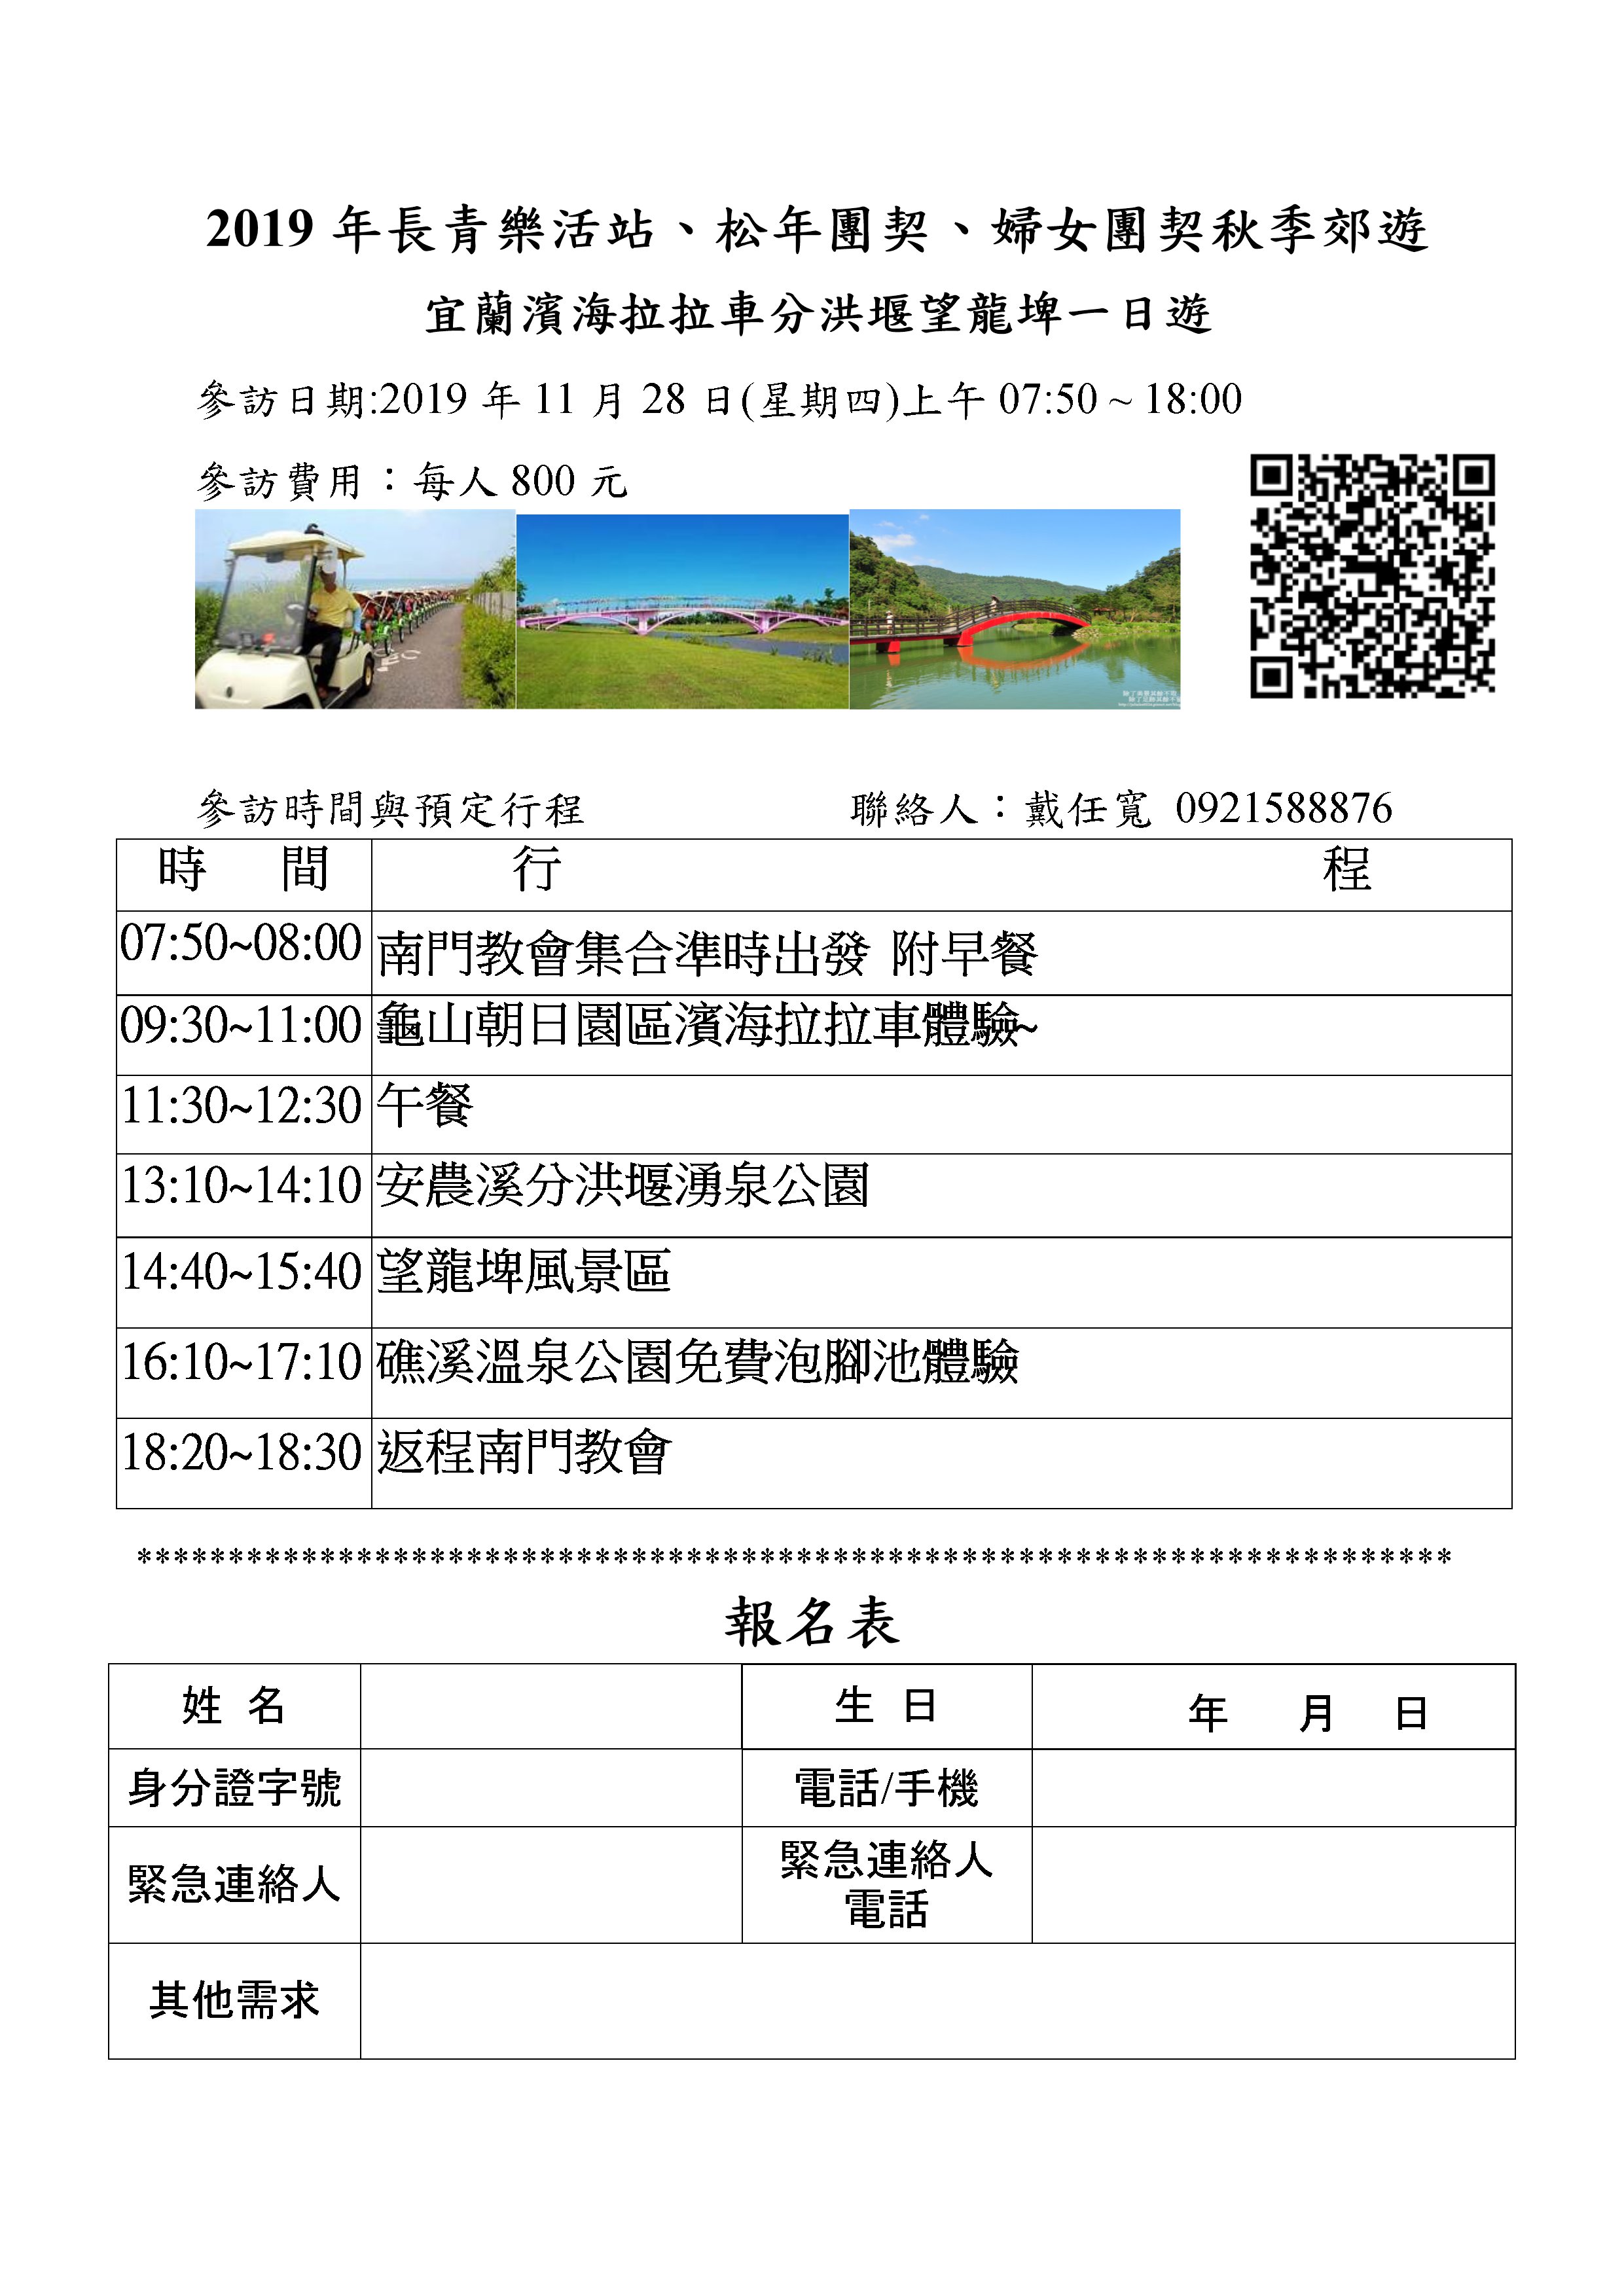 2019 年長青樂活站、松年團契、婦女團契秋季郊遊
宜蘭濱海拉拉車分洪堰望龍埤一日遊
參訪日期:2019 年 11 月 28 日(星期四)上午 07:50 ~ 18:00
參訪費用：每人 800 元
參訪時間與預定行程 聯絡人：戴任寬 0921588876
時 間 行 程
07:50~08:00 南門教會集合準時出發 附早餐
09:30~11:00 龜山朝日園區濱海拉拉車體驗~
11:30~12:30 午餐
13:10~14:10 安農溪分洪堰湧泉公園
14:40~15:40 望龍埤風景區
16:10~17:10 礁溪溫泉公園免費泡腳池體驗
18:20~18:30 返程南門教會
************************************************************************
報名表
姓 名 生 日 年 月 日
身分證字號 電話/手機
緊急連絡人 緊急連絡人
電話
其他需求